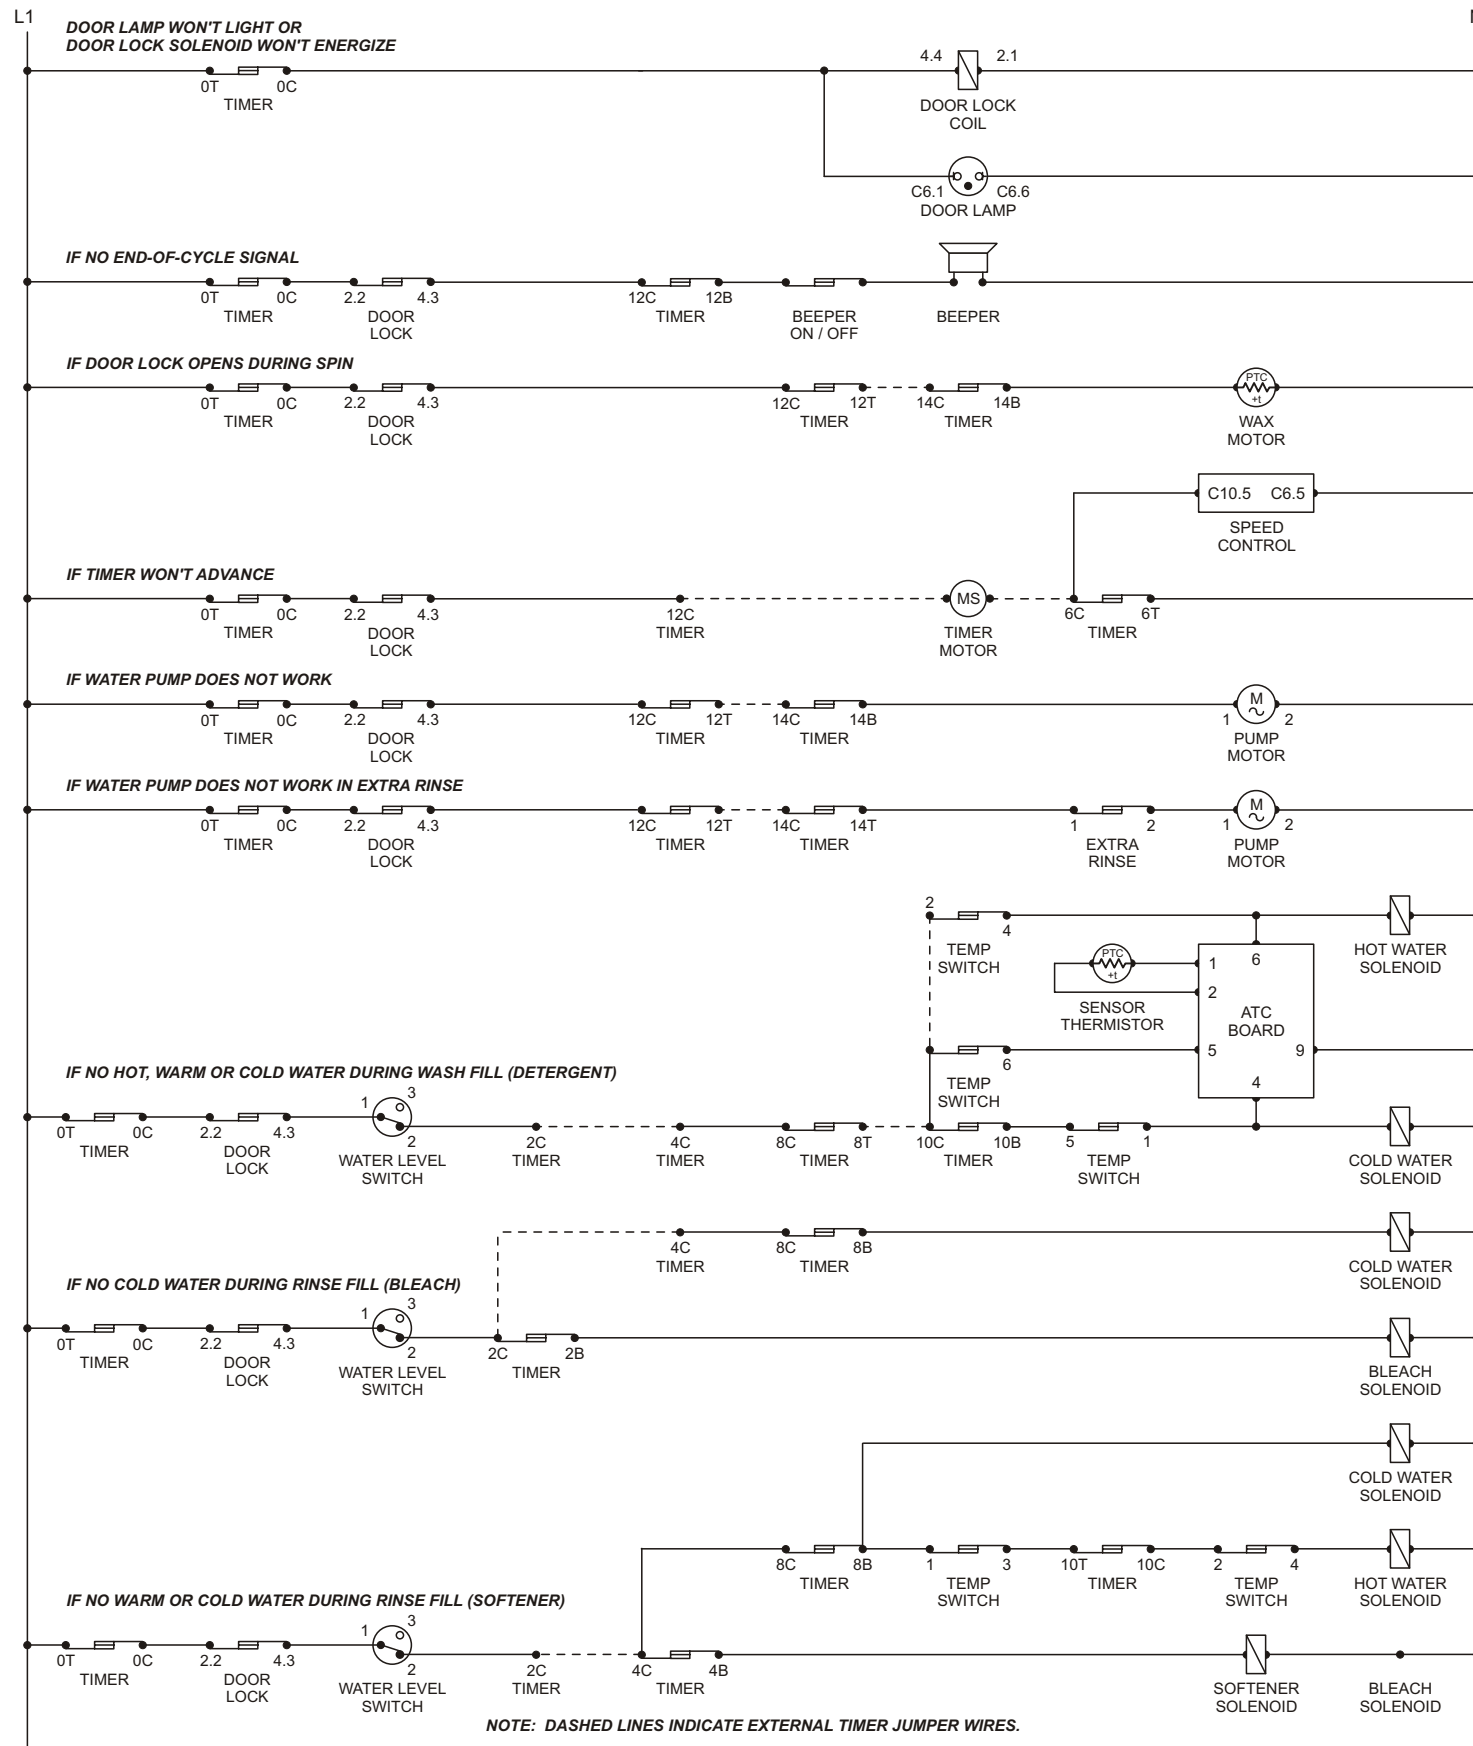 L1
DOOR LAMP WON'T LIGHT OR
DOOR LOCK SOLENOID WON'T ENERGIZE
4.4 2.1
0T 0C
TIMER
DOOR LOCK
COIL
C6.1 C6.6
DOOR LAMP
IF NO END-OF-CYCLE SIGNAL
0T 0C 2.2 4.3 12C 12B
TIMER DOOR TIMER BEEPER BEEPER
LOCK ON / OFF
IF DOOR LOCK OPENS DURING SPIN
PTC
+t
0T 0C 2.2 4.3 12C 12T 14C 14B
TIMER DOOR TIMER TIMER WAX
LOCK MOTOR
C10.5 C6.5
SPEED
CONTROL
IF TIMER WON'T ADVANCE
MS
0T 0C 2.2 4.3 12C 6C 6T
TIMER DOOR TIMER TIMER TIMER
LOCK MOTOR
IF WATER PUMP DOES NOT WORK
M
0T 0C 2.2 4.3 12C 12T 14C 14B 1 2
TIMER DOOR TIMER TIMER PUMP
LOCK MOTOR
IF WATER PUMP DOES NOT WORK IN EXTRA RINSE
M
0T 0C 2.2 4.3 12C 12T 14C 14T 1 2 1 2
TIMER DOOR TIMER TIMER EXTRA PUMP
LOCK RINSE MOTOR
2 4
TEMP
SWITCH
HOT WATER
SOLENOID
PTC
+t
SENSOR
THERMISTOR
1 6
2
ATC
BOARD
5 9
4
6
TEMP
SWITCH
IF NO HOT, WARM OR COLD WATER DURING WASH FILL (DETERGENT)
1 3
0T 0C 2.2 4.3 2 2C 4C 8C 8T 10C 10B 5 1
TIMER DOOR WATER LEVEL TIMER TIMER TIMER TIMER TEMP COLD WATER
LOCK SWITCH SWITCH SOLENOID
4C 8C 8B
TIMER TIMER COLD WATER
SOLENOID
IF NO COLD WATER DURING RINSE FILL (BLEACH)
1 3
0T 0C 2.2 4.3 2 2C 2B
TIMER DOOR WATER LEVEL TIMER BLEACH
LOCK SWITCH SOLENOID
COLD WATER
SOLENOID
8C 8B 1 3 10T 10C 2 4
TIMER TEMP TIMER TEMP HOT WATER
SWITCH SWITCH SOLENOID
IF NO WARM OR COLD WATER DURING RINSE FILL (SOFTENER)
1 3
0T 0C 2.2 4.3 2 2C 4C 4B
TIMER DOOR WATER LEVEL TIMER TIMER SOFTENER BLEACH
LOCK SWITCH SOLENOID SOLENOID
NOTE: DASHED LINES INDICATE EXTERNAL TIMER JUMPER WIRES.